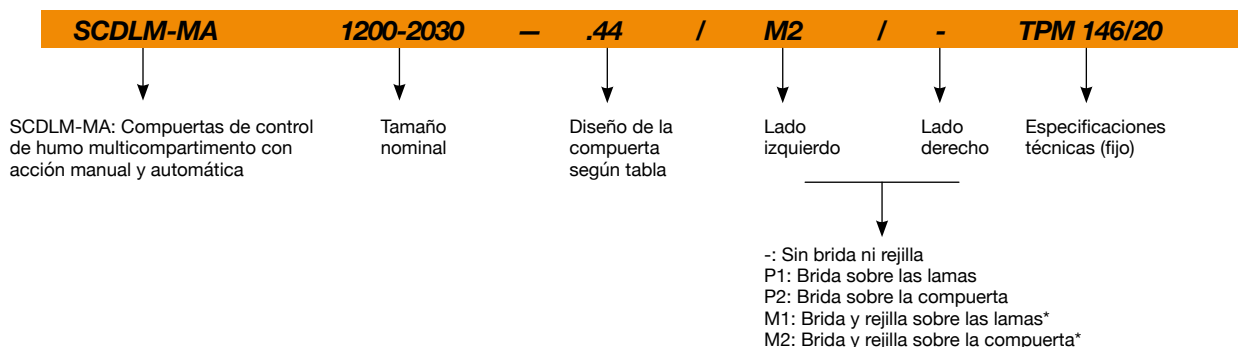 SCDLM-MA 1200-2030 — .44 / M2 / - TPM 146/20
SCDLM-MA: Compuertas de control
de humo multicompartimento con
acción manual y automática
Tamaño
nominal
Diseño de la
compuerta
según tabla
Lado
izquierdo
Lado
derecho
Especificaciones
técnicas (fijo)
-: Sin brida ni rejilla
P1: Brida sobre las lamas
P2: Brida sobre la compuerta
M1: Brida y rejilla sobre las lamas*
M2: Brida y rejilla sobre la compuerta*